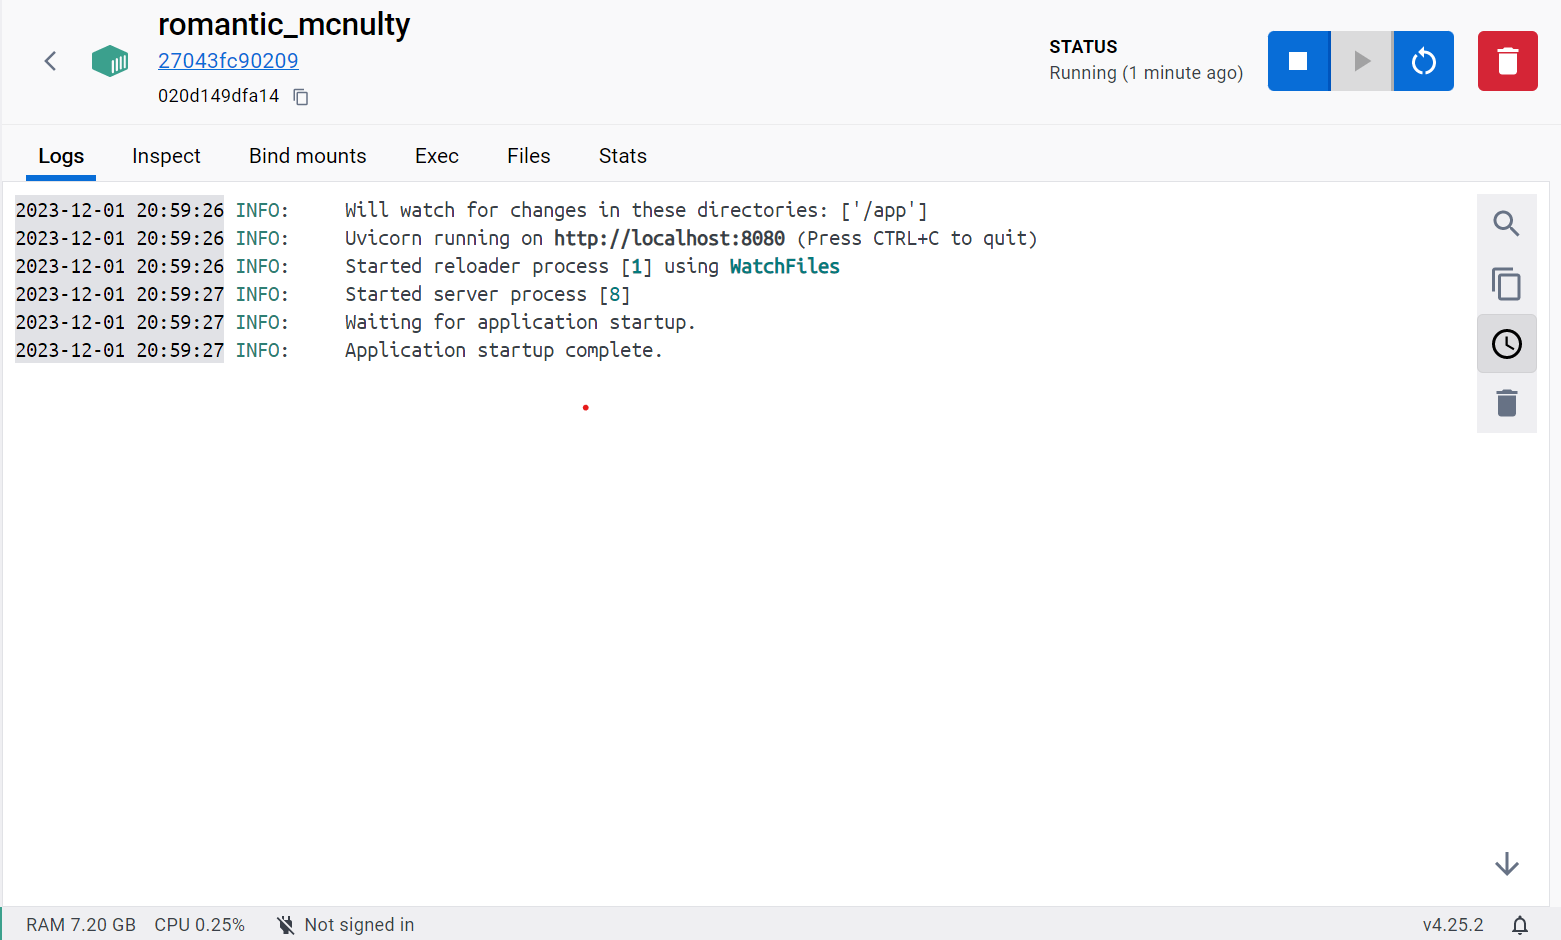 romantic_mcnulty
27043fc90209
020d149dfa14
STATUS
Running (1 minute ago)
Logs Inspect Bind mounts Exec Files Stats
2023-12-01 20:59:26 INFO: Will watch for changes in these directories: ['/app']
2023-12-01 20:59:26 INFO: Uvicorn running on http://localhost:8080 (Press CTRL+C to quit)
2023-12-01 20:59:26 INFO: Started reloader process [1] using WatchFiles
2023-12-01 20:59:27 INFO: Started server process [8]
2023-12-01 20:59:27 INFO: Waiting for application startup.
2023-12-01 20:59:27 INFO: Application startup complete.
RAM 7.20 GB CPU 0.25% Not signed in v4.25.2